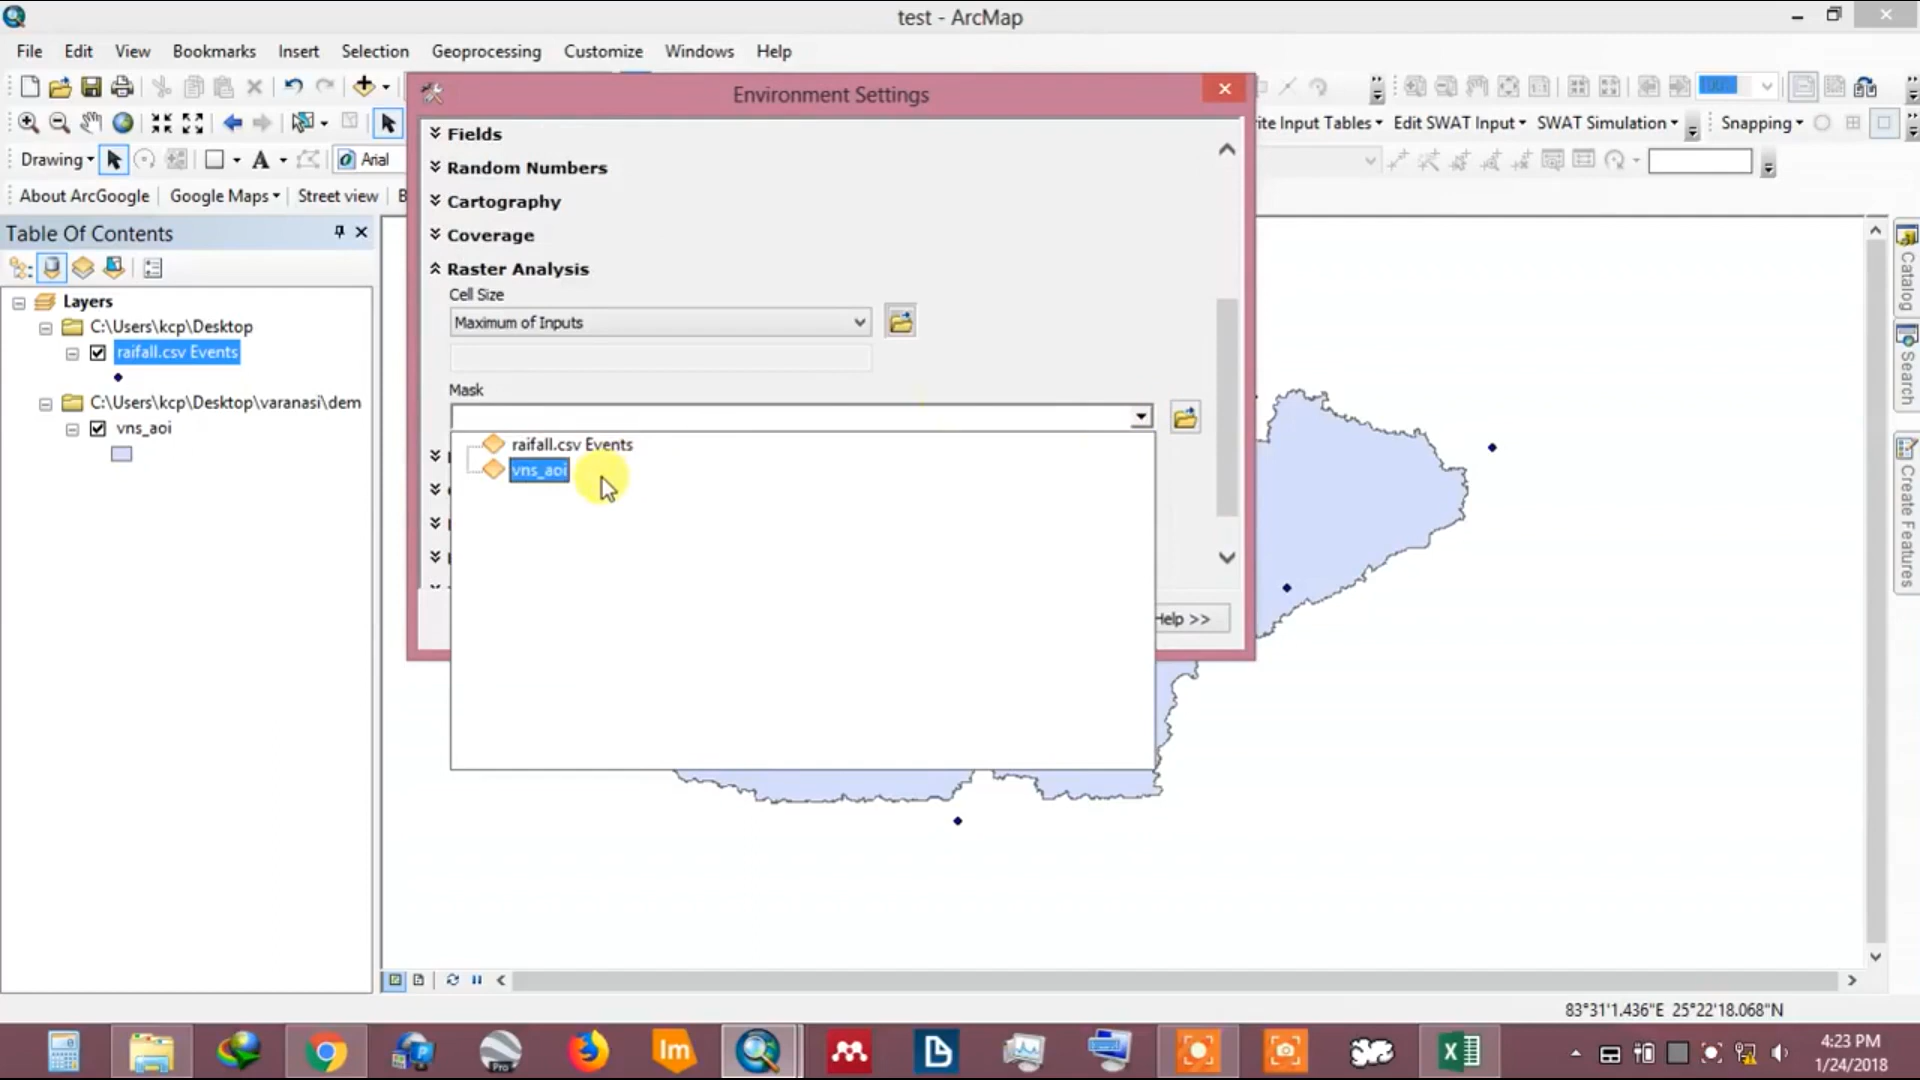 test - ArcMap
File Edit View Bookmarks Insert Selection Geoprocessing Customize Windows Help
Environment Settings
100%
ite Input Tables Edit SWAT Input SWAT Simulation Snapping
Drawing A Arial
About ArcGoogle Google Maps Street view B
Table Of Contents
Layers
C:\Users\kcp\Desktop
raifall.csv Events
C:\Users\kcp\Desktop\varanasi\dem
vns_aoi
Fields
Random Numbers
Cartography
Coverage
Raster Analysis
Cell Size
Maximum of Inputs
Mask
raifall.csv Events
vns_aoi
Help >>
Catalog
Search
Create Features
83°31'1.436"E 25°22'18.068"N
Pro
Im
4:23 PM
1/24/2018